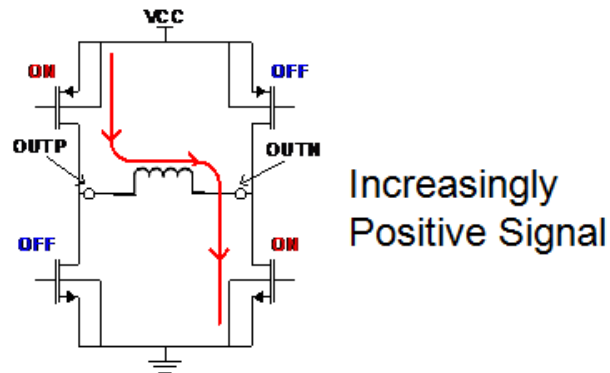 VCC
ON
OFF
OUTP
OUTN
Increasingly
Positive Signal
OFF
ON